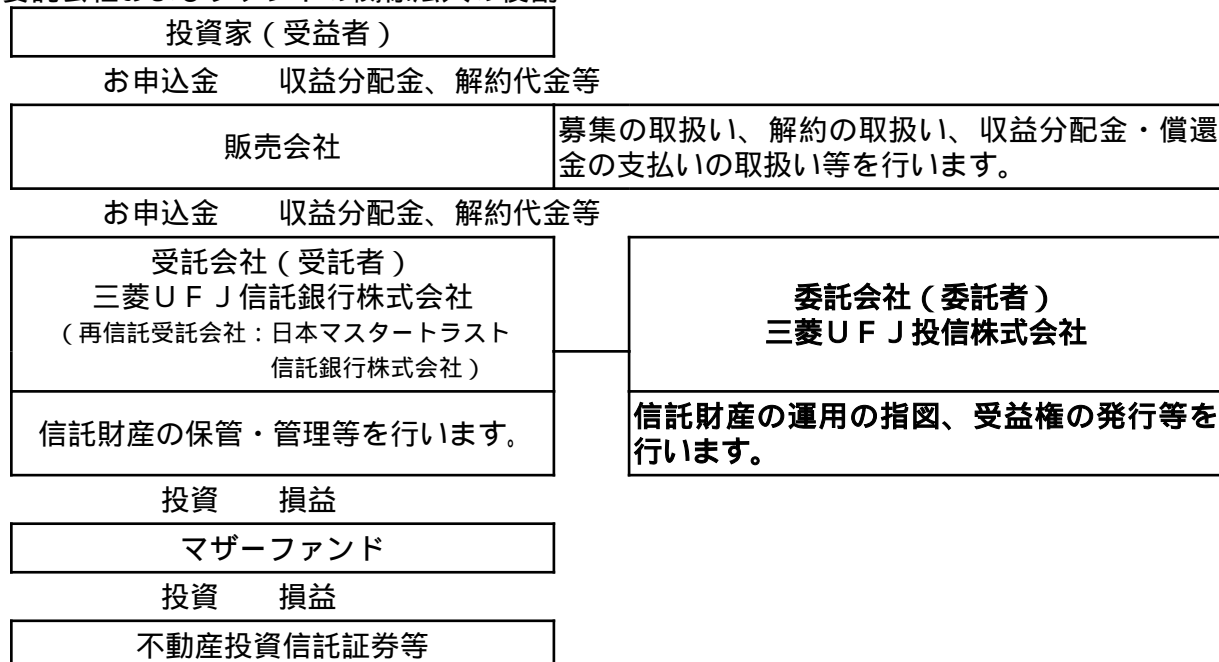 投資家（受益者）
お申込金　収益分配金、解約代金等
販売会社
募集の取扱い、解約の取扱い、収益分配金・償還
金の支払いの取扱い等を行います。
お申込金　収益分配金、解約代金等
受託会社（受託者）
三菱ＵＦＪ信託銀行株式会社
（再信託受託会社：日本マスタートラスト
信託銀行株式会社）
委託会社（委託者）
三菱ＵＦＪ投信株式会社
信託財産の保管・管理等を行います。
信託財産の運用の指図、受益権の発行等を
行います。
投資　損益
マザーファンド
投資　損益
不動産投資信託証券等